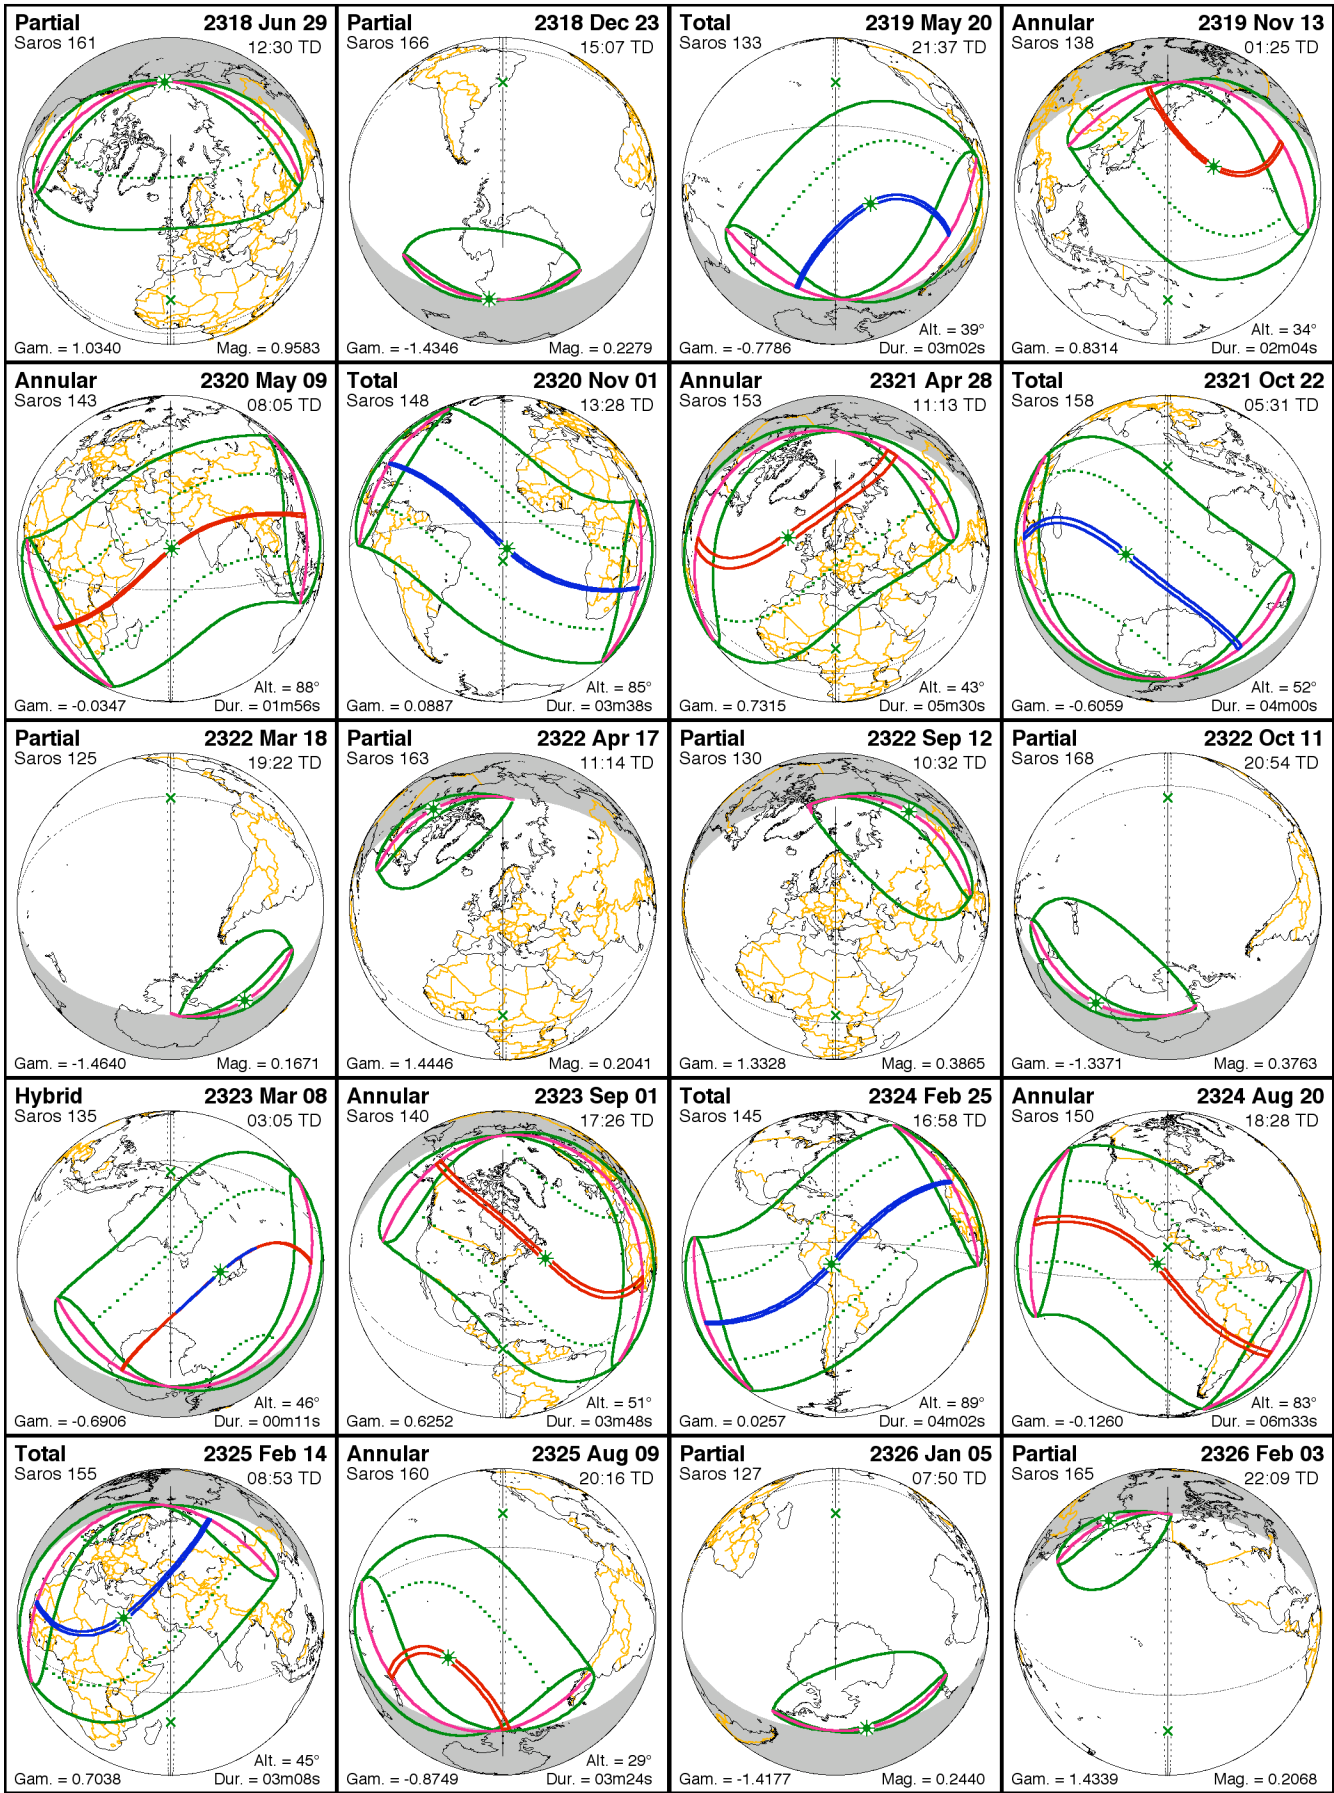 Partial 2318 Jun 29
Saros 161 12:30 TD
Gam. = 1.0340 Mag. = 0.9583
Partial 2318 Dec 23
Saros 166 15:07 TD
Gam. = -1.4346 Mag. = 0.2279
Total 2319 May 20
Saros 133 21:37 TD
Alt. = 39°
Gam. = -0.7786 Dur. = 03m02s
Annular 2319 Nov 13
Saros 138 01:25 TD
Alt. = 34°
Gam. = 0.8314 Dur. = 02m04s
Annular 2320 May 09
Saros 143 08:05 TD
Alt. = 88°
Gam. = -0.0347 Dur. = 01m56s
Total 2320 Nov 01
Saros 148 13:28 TD
Alt. = 85°
Gam. = 0.0887 Dur. = 03m38s
Annular 2321 Apr 28
Saros 153 11:13 TD
Alt. = 43°
Gam. = 0.7315 Dur. = 05m30s
Total 2321 Oct 22
Saros 158 05:31 TD
Alt. = 52°
Gam. = -0.6059 Dur. = 04m00s
Partial 2322 Mar 18
Saros 125 19:22 TD
Gam. = -1.4640 Mag. = 0.1671
Partial 2322 Apr 17
Saros 163 11:14 TD
Gam. = 1.4446 Mag. = 0.2041
Partial 2322 Sep 12
Saros 130 10:32 TD
Gam. = 1.3328 Mag. = 0.3865
Partial 2322 Oct 11
Saros 168 20:54 TD
Gam. = -1.3371 Mag. = 0.3763
Hybrid 2323 Mar 08
Saros 135 03:05 TD
Alt. = 46°
Gam. = -0.6906 Dur. = 00m11s
Annular 2323 Sep 01
Saros 140 17:26 TD
Alt. = 51°
Gam. = 0.6252 Dur. = 03m48s
Total 2324 Feb 25
Saros 145 16:58 TD
Alt. = 89°
Gam. = 0.0257 Dur. = 04m02s
Annular 2324 Aug 20
Saros 150 18:28 TD
Alt. = 83°
Gam. = -0.1260 Dur. = 06m33s
Total 2325 Feb 14
Saros 155 08:53 TD
Alt. = 45°
Gam. = 0.7038 Dur. = 03m08s
Annular 2325 Aug 09
Saros 160 20:16 TD
Alt. = 29°
Gam. = -0.8749 Dur. = 03m24s
Partial 2326 Jan 05
Saros 127 07:50 TD
Gam. = -1.4177 Mag. = 0.2440
Partial 2326 Feb 03
Saros 165 22:09 TD
Gam. = 1.4339 Mag. = 0.2068